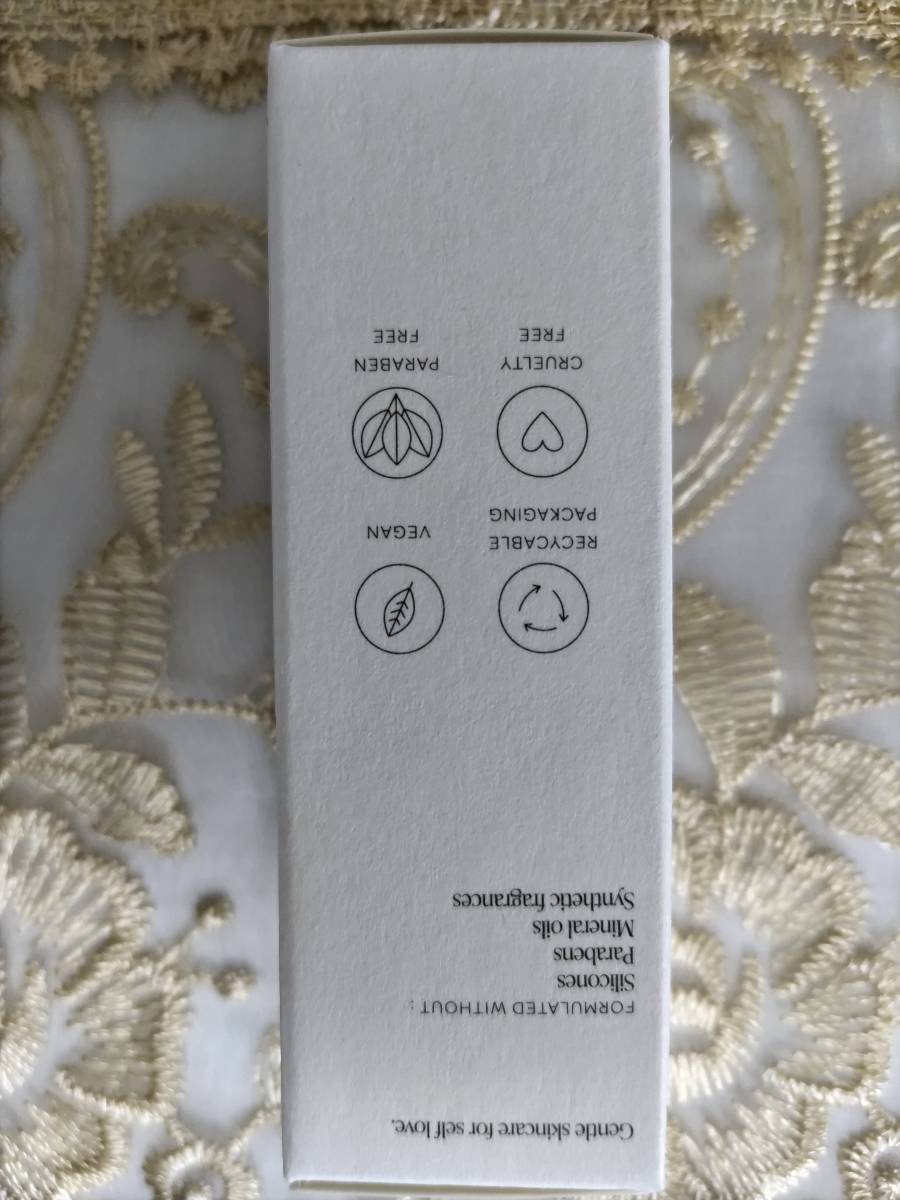 Gentle skincare for self love.
FORMULATED WITHOUT:
Silicones
Parabens
Mineral oils
Synthetic fragrances
RECYCABLE
PACKAGING
VEGAN
CRUELTY
FREE
PARABEN
FREE